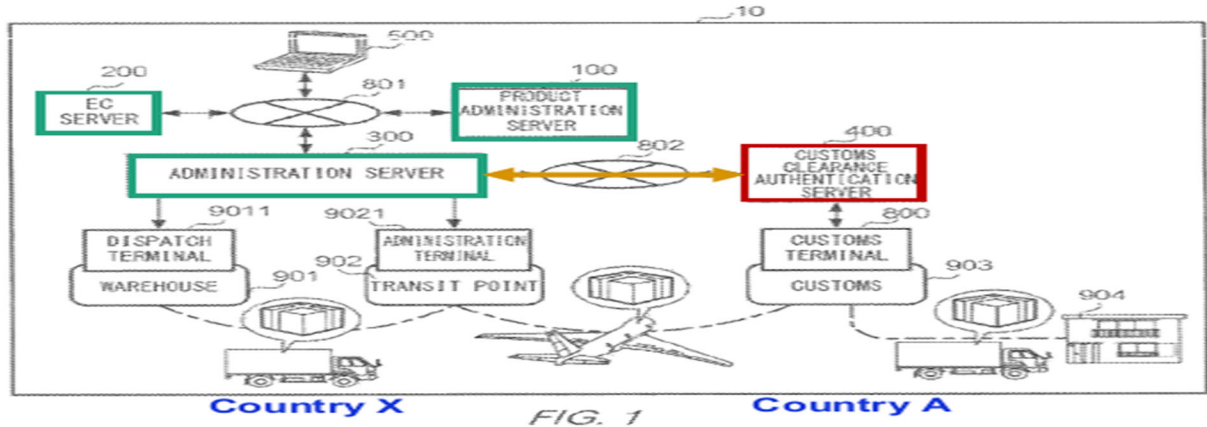 10
500
200
801
100
EC
SERVER
PRODUCT
ADMINISTRATION
SERVER
300
802
400
ADMINISTRATION SERVER
CUSTOMS
CLEARANCE
AUTHENTICATION
SERVER
9011
9021
800
DISPATCH
TERMINAL
ADMINISTRATION
TERMINAL
CUSTOMS
TERMINAL
WAREHOUSE
901
902
TRANSIT POINT
CUSTOMS
903
904
Country X
FIG. 1
Country A